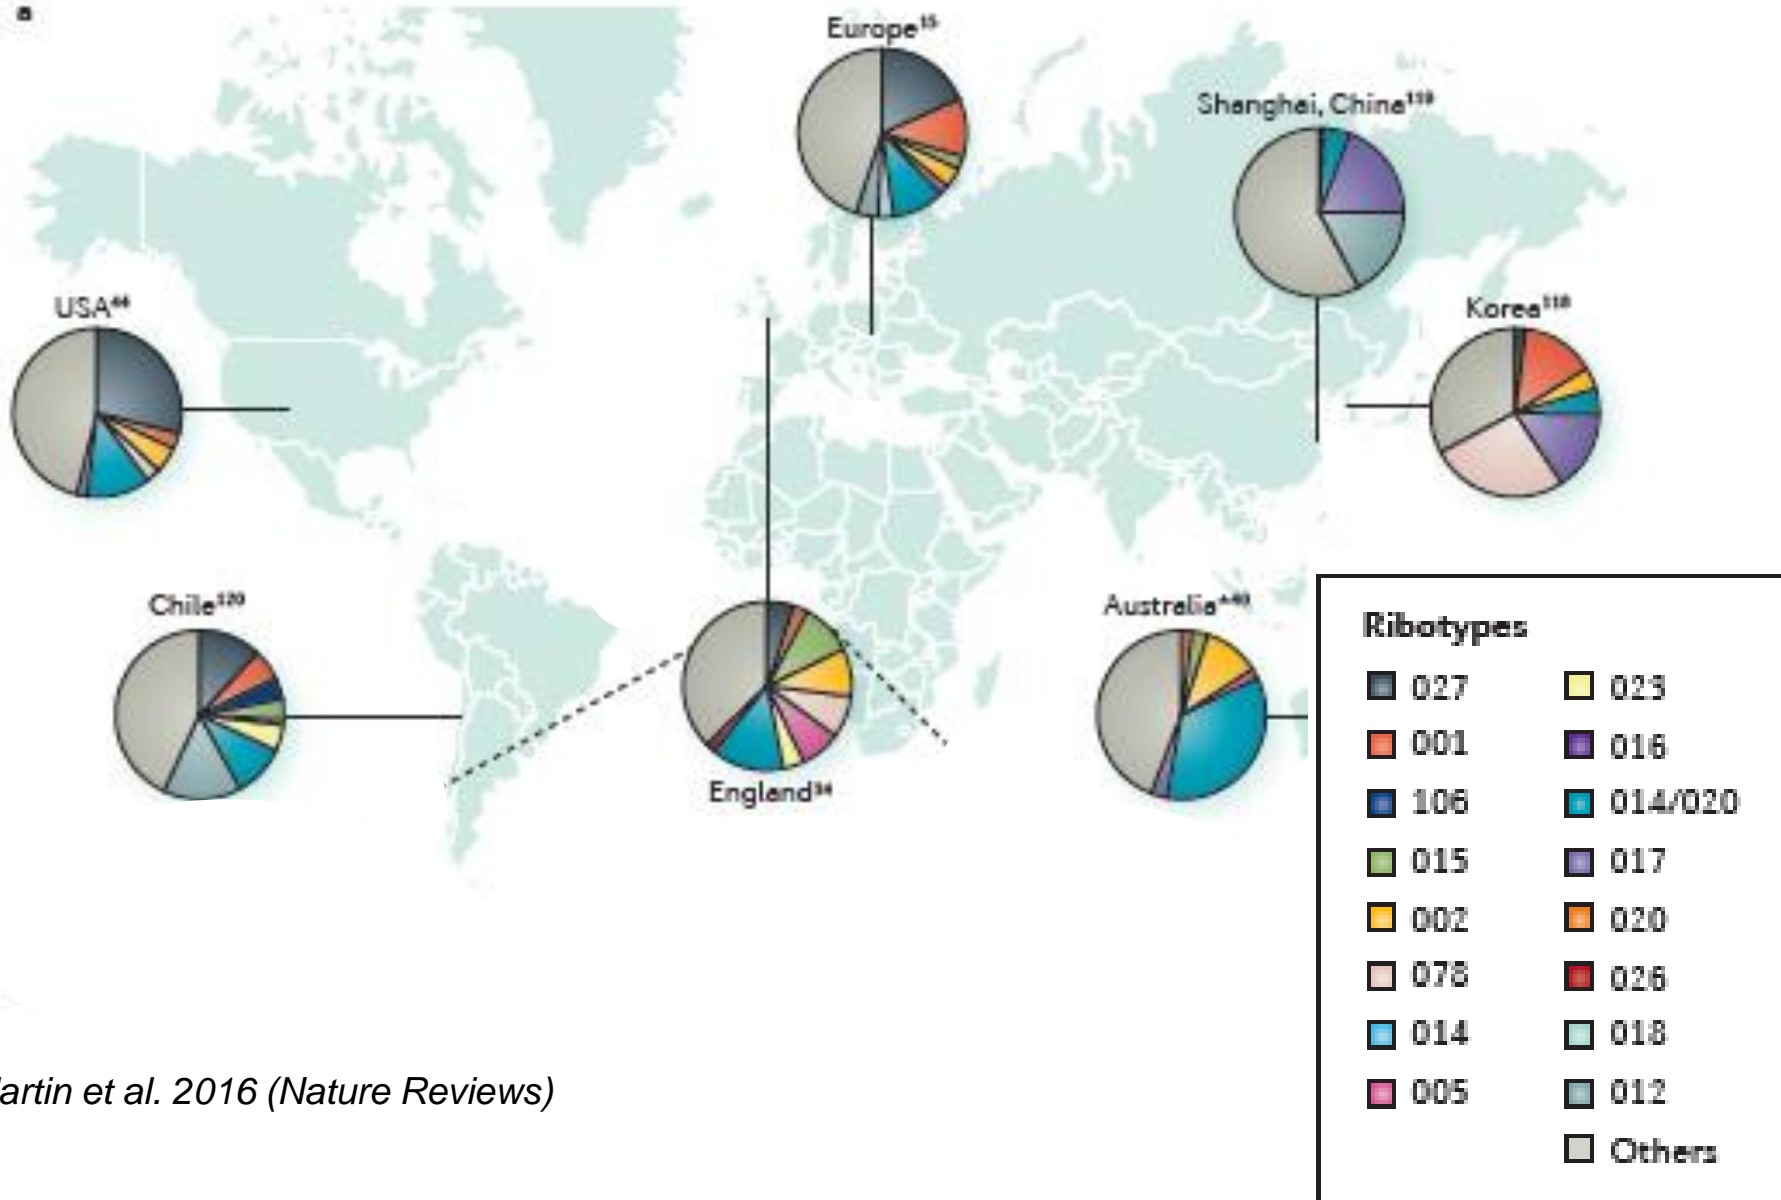 a
Europe¹⁵
Shanghai, China¹¹⁹
USA⁴⁴
Korea¹¹⁸
Chile¹²⁰
England³⁴
Australia*⁴⁰
Ribotypes
027
023
001
016
106
014/020
015
017
002
020
078
026
014
018
005
012
Others
artin et al. 2016 (Nature Reviews)